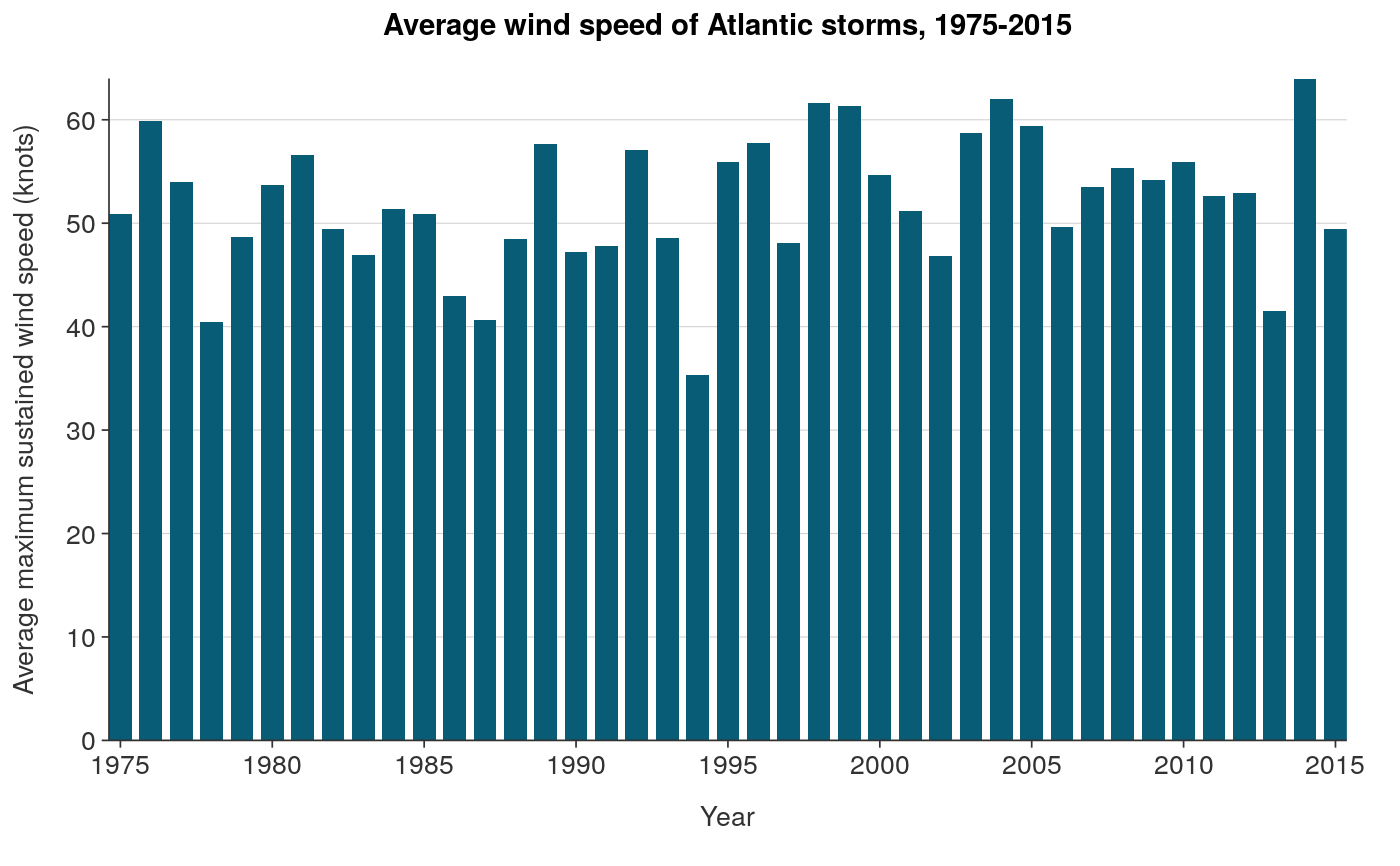 Average wind speed of Atlantic storms, 1975-2015
Average maximum sustained wind speed (knots)
60
50
40
30
20
10
0
1975 1980 1985 1990 1995 2000 2005 2010 2015
Year